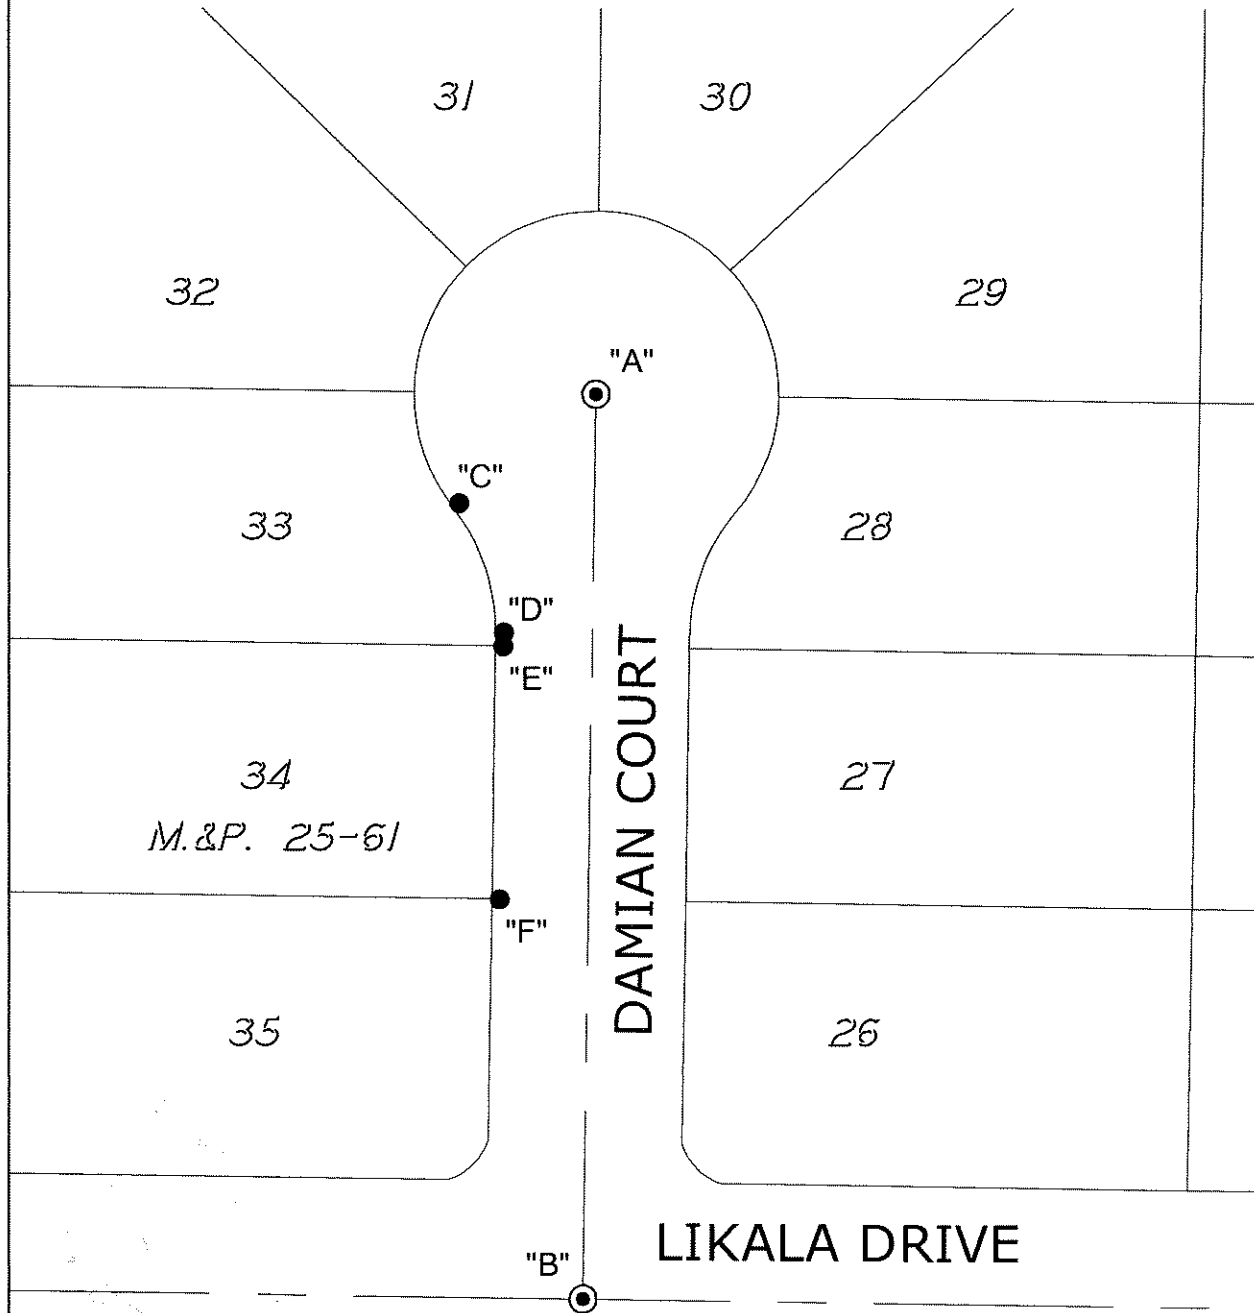 31
30
32
29
"A"
"C"
33
28
"D"
"E"
DAMIAN COURT
34
27
M.&P. 25-61
"F"
35
26
LIKALA DRIVE
"B"